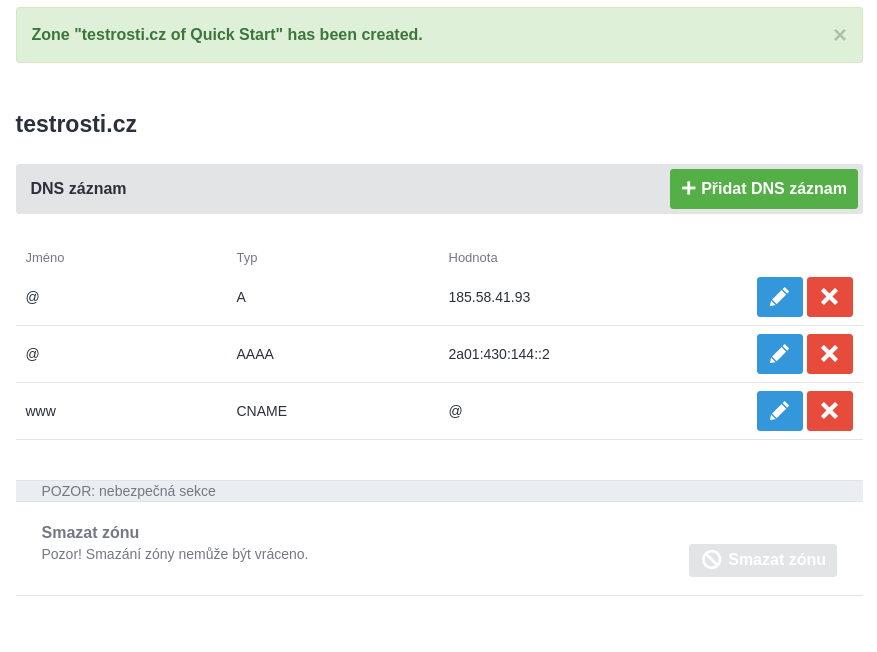 Zone "testrosti.cz of Quick Start" has been created. ×
testrosti.cz
DNS záznam Přidat DNS záznam
Jméno Typ Hodnota
@ A 185.58.41.93
@ AAAA 2a01:430:144::2
www CNAME @
POZOR: nebezpečná sekce
Smazat zónu
Pozor! Smazání zóny nemůže být vráceno.
Smazat zónu